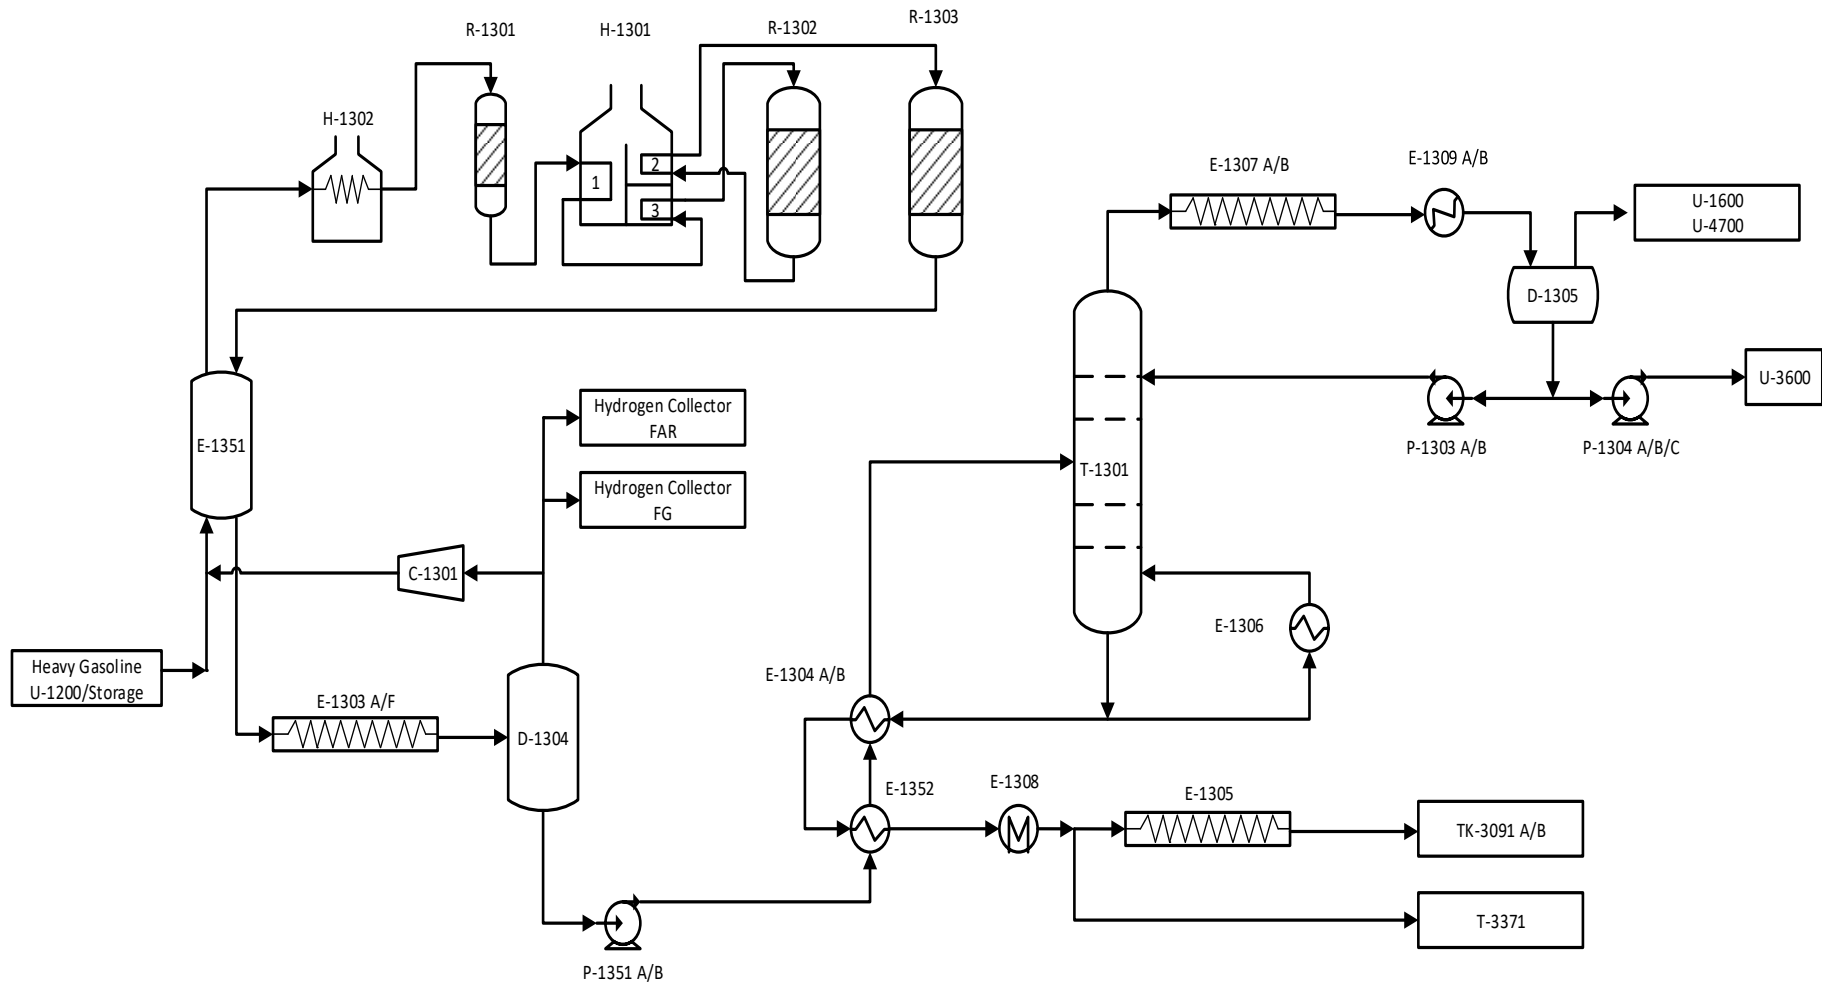 R-1301
H-1301
R-1302
R-1303
H-1302
1
2
3
E-1307 A/B
E-1309 A/B
U-1600
U-4700
D-1305
U-3600
P-1303 A/B
P-1304 A/B/C
E-1351
Hydrogen Collector
FAR
Hydrogen Collector
FG
T-1301
C-1301
E-1306
Heavy Gasoline
U-1200/Storage
E-1303 A/F
D-1304
E-1304 A/B
E-1352
E-1308
E-1305
TK-3091 A/B
T-3371
P-1351 A/B